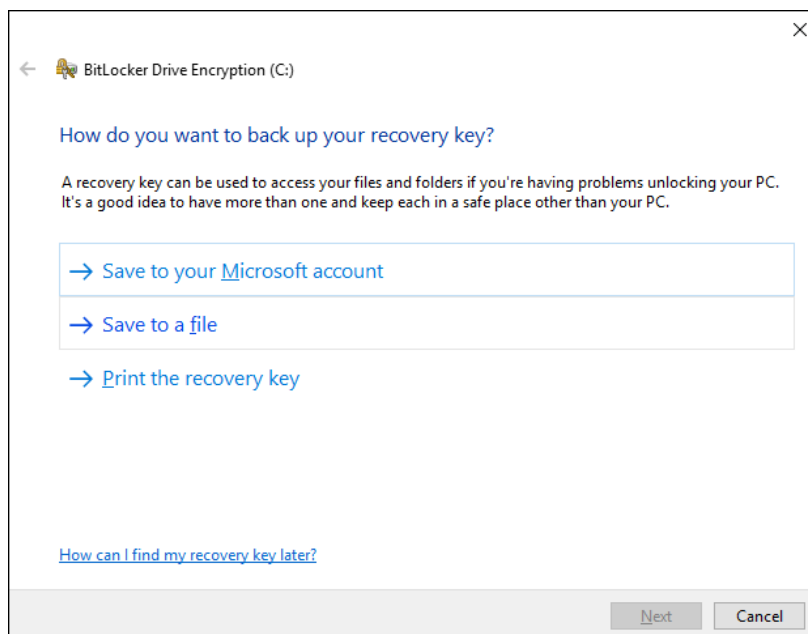 BitLocker Drive Encryption (C:)
How do you want to back up your recovery key?
A recovery key can be used to access your files and folders if you're having problems unlocking your PC.
It's a good idea to have more than one and keep each in a safe place other than your PC.
Save to your Microsoft account
Save to a file
Print the recovery key
How can I find my recovery key later?
Next
Cancel